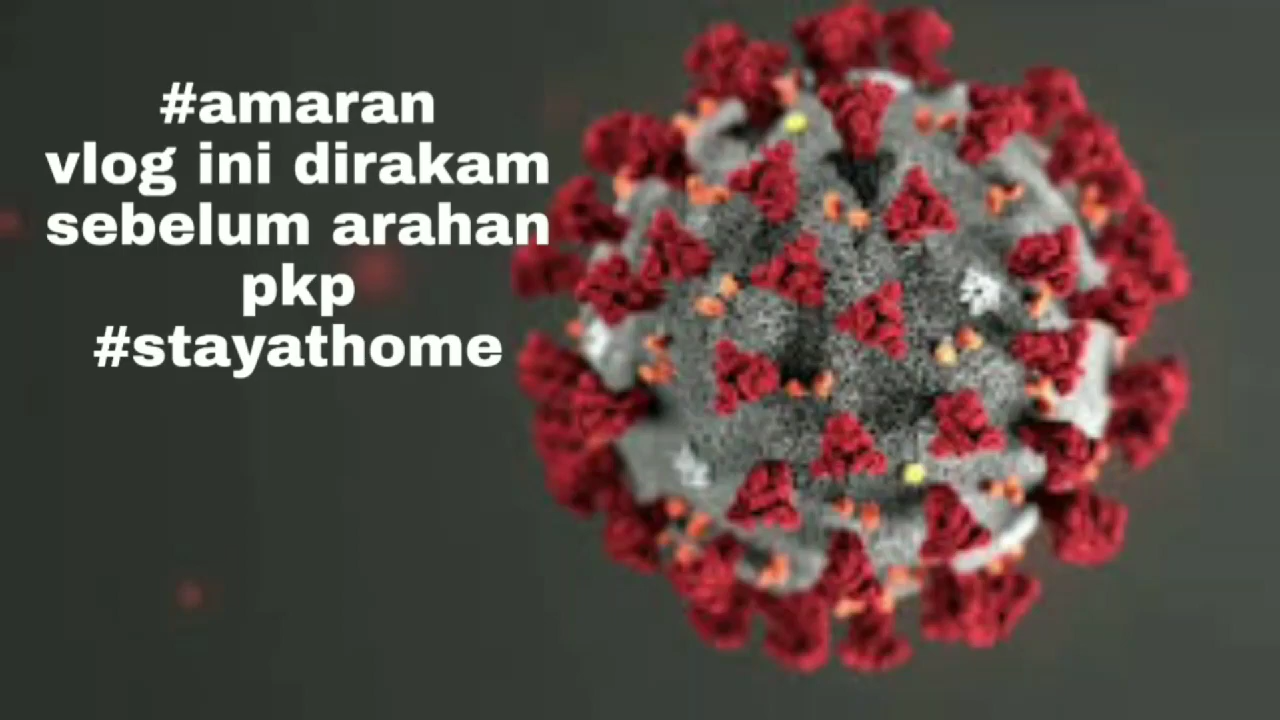 #amaran
vlog ini dirakam
sebelum arahan
pkp
#stayathome